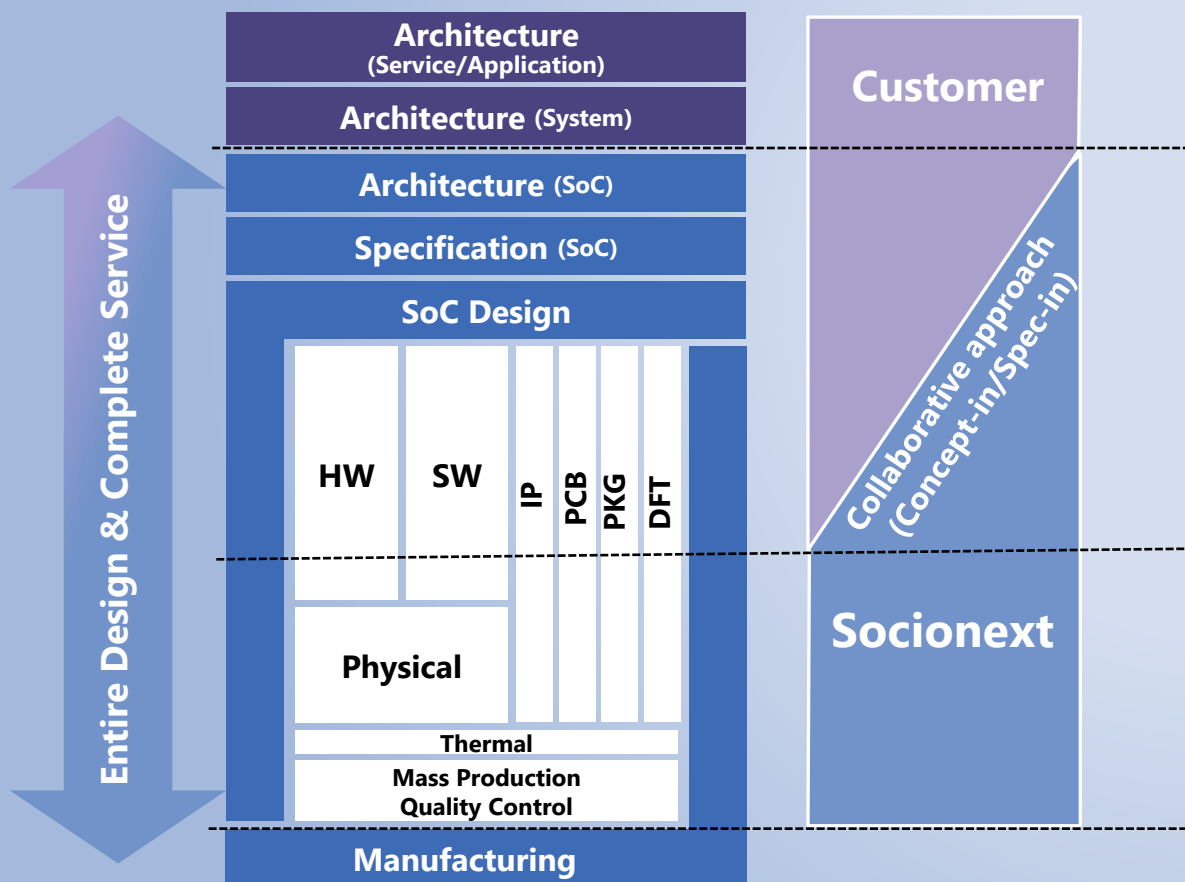 Entire Design & Complete Service
Architecture
(Service/Application)
Architecture (System)
Architecture (SoC)
Specification (SoC)
SoC Design
HW
SW
IP
PCB
PKG
DFT
Physical
Thermal
Mass Production
Quality Control
Manufacturing
Customer
Collaborative approach
(Concept-in/Spec-in)
Socionext